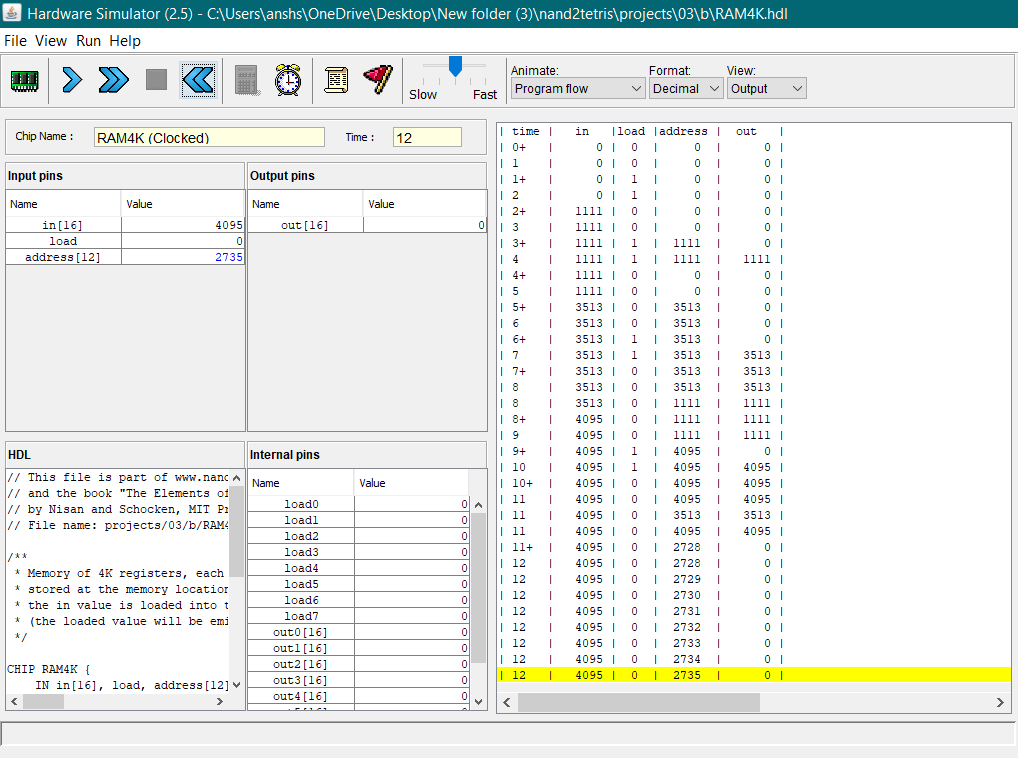 Hardware Simulator (2.5) - C:\Users\anshs\OneDrive\Desktop\New folder (3)\nand2tetris\projects\03\b\RAM4K.hdl
File View Run Help
Slow Fast
Animate: Format: View:
Program flow Decimal Output
Chip Name : RAM4K (Clocked) Time : 12
Input pins
Name Value
in[16] 4095
load 0
address[12] 2735
Output pins
Name Value
out[16] 0
HDL
// This file is part of www.nand
// and the book "The Elements of
// by Nisan and Schocken, MIT Pr
// File name: projects/03/b/RAM4
/**
* Memory of 4K registers, each
* stored at the memory location
* the in value is loaded into t
* (the loaded value will be emi
*/
CHIP RAM4K {
IN in[16], load, address[12]
Internal pins
Name Value
load0 0
load1 0
load2 0
load3 0
load4 0
load5 0
load6 0
load7 0
out0[16] 0
out1[16] 0
out2[16] 0
out3[16] 0
out4[16] 0
| time | in |load |address | out |
| 0+ | 0 | 0 | 0 | 0 |
| 1 | 0 | 0 | 0 | 0 |
| 1+ | 0 | 1 | 0 | 0 |
| 2 | 0 | 1 | 0 | 0 |
| 2+ | 1111 | 0 | 0 | 0 |
| 3 | 1111 | 0 | 0 | 0 |
| 3+ | 1111 | 1 | 1111 | 0 |
| 4 | 1111 | 1 | 1111 | 1111 |
| 4+ | 1111 | 0 | 0 | 0 |
| 5 | 1111 | 0 | 0 | 0 |
| 5+ | 3513 | 0 | 3513 | 0 |
| 6 | 3513 | 0 | 3513 | 0 |
| 6+ | 3513 | 1 | 3513 | 0 |
| 7 | 3513 | 1 | 3513 | 3513 |
| 7+ | 3513 | 0 | 3513 | 3513 |
| 8 | 3513 | 0 | 3513 | 3513 |
| 8 | 3513 | 0 | 1111 | 1111 |
| 8+ | 4095 | 0 | 1111 | 1111 |
| 9 | 4095 | 0 | 1111 | 1111 |
| 9+ | 4095 | 1 | 4095 | 0 |
| 10 | 4095 | 1 | 4095 | 4095 |
| 10+ | 4095 | 0 | 4095 | 4095 |
| 11 | 4095 | 0 | 4095 | 4095 |
| 11 | 4095 | 0 | 3513 | 3513 |
| 11 | 4095 | 0 | 4095 | 4095 |
| 11+ | 4095 | 0 | 2728 | 0 |
| 12 | 4095 | 0 | 2728 | 0 |
| 12 | 4095 | 0 | 2729 | 0 |
| 12 | 4095 | 0 | 2730 | 0 |
| 12 | 4095 | 0 | 2731 | 0 |
| 12 | 4095 | 0 | 2732 | 0 |
| 12 | 4095 | 0 | 2733 | 0 |
| 12 | 4095 | 0 | 2734 | 0 |
| 12 | 4095 | 0 | 2735 | 0 |